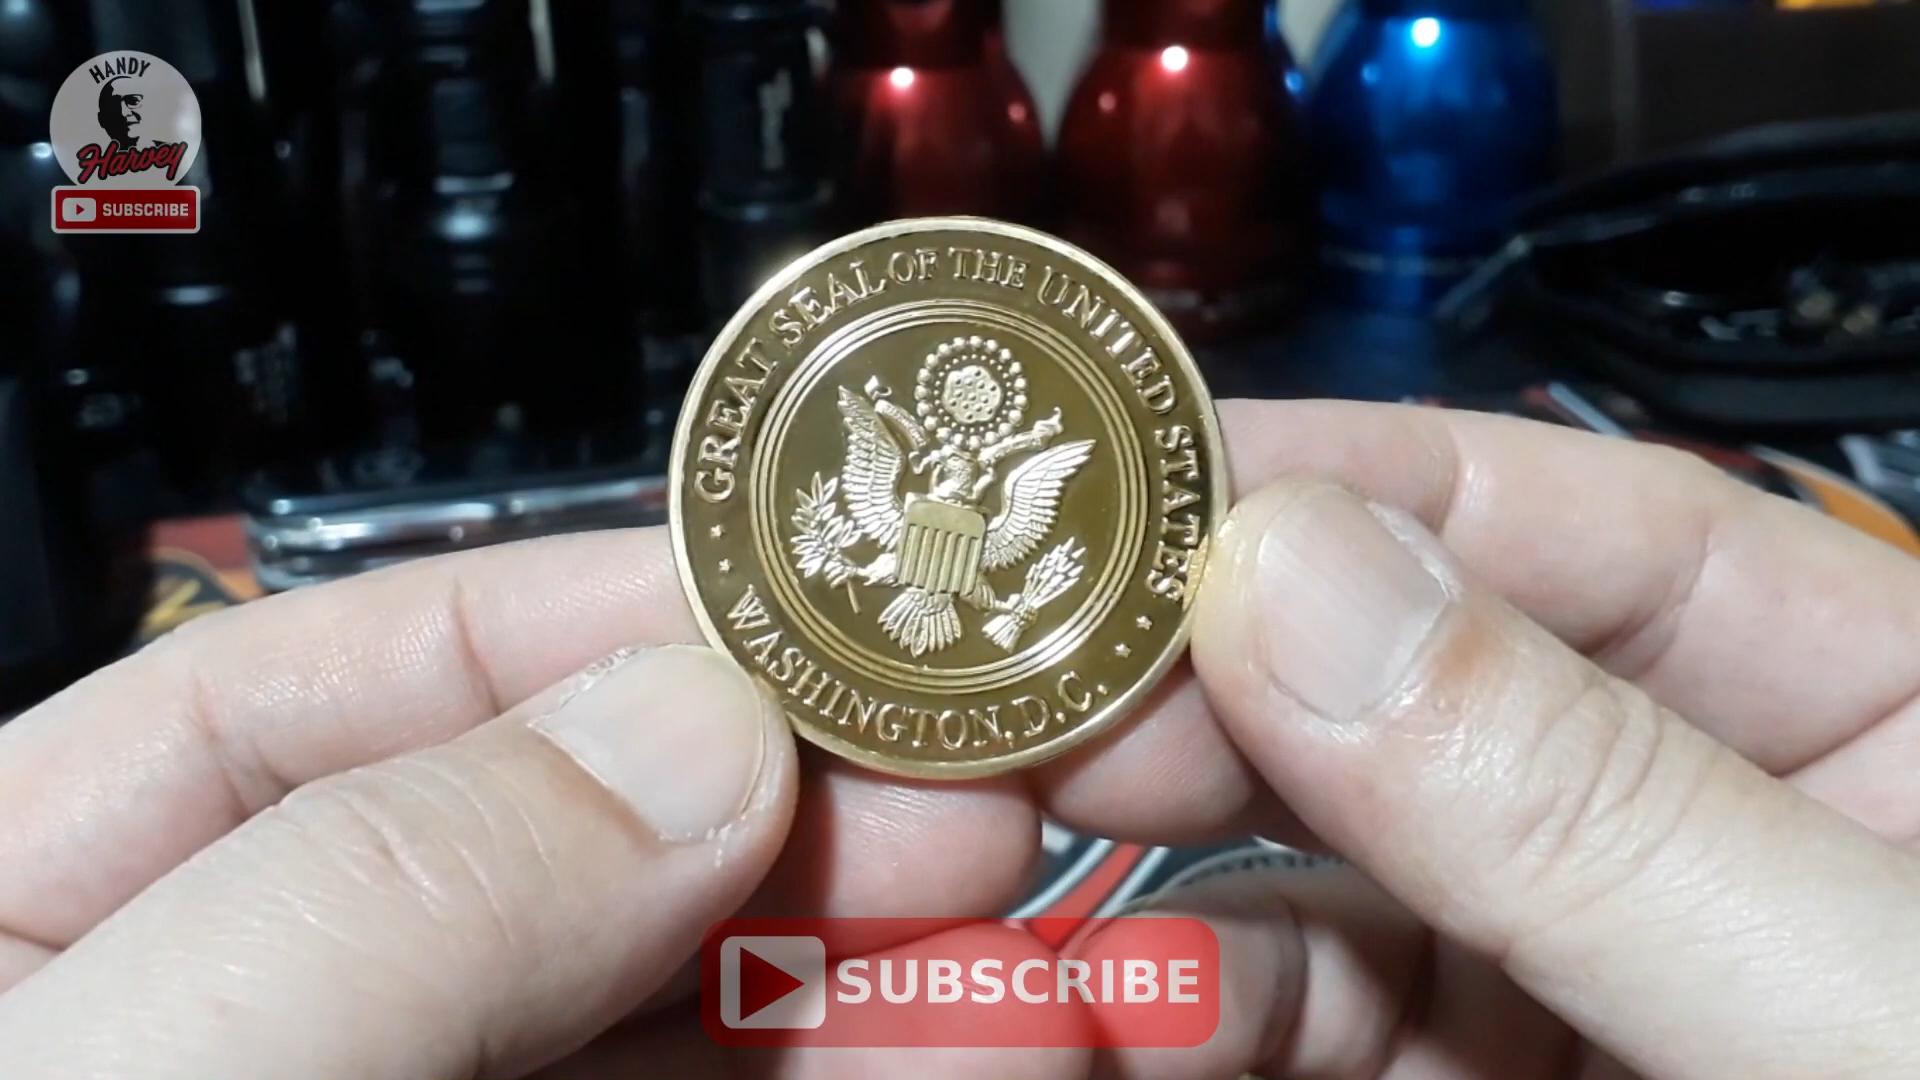 HANDY
Harvey
SUBSCRIBE
GREAT SEAL OF THE UNITED STATES
WASHINGTON, D.C.
SUBSCRIBE